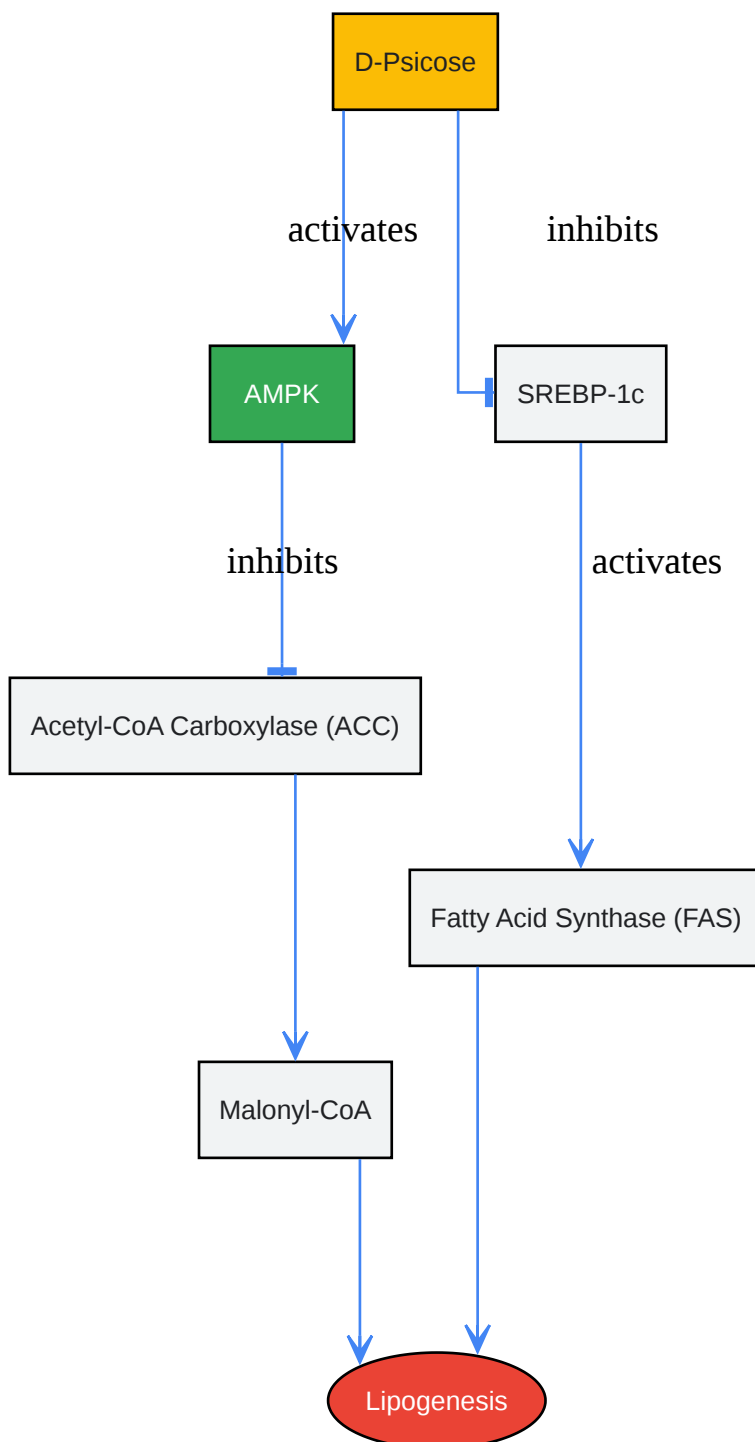 D-Psicose
activates
inhibits
AMPK
SREBP-1c
inhibits
activates
Acetyl-CoA Carboxylase (ACC)
Fatty Acid Synthase (FAS)
Malonyl-CoA
Lipogenesis